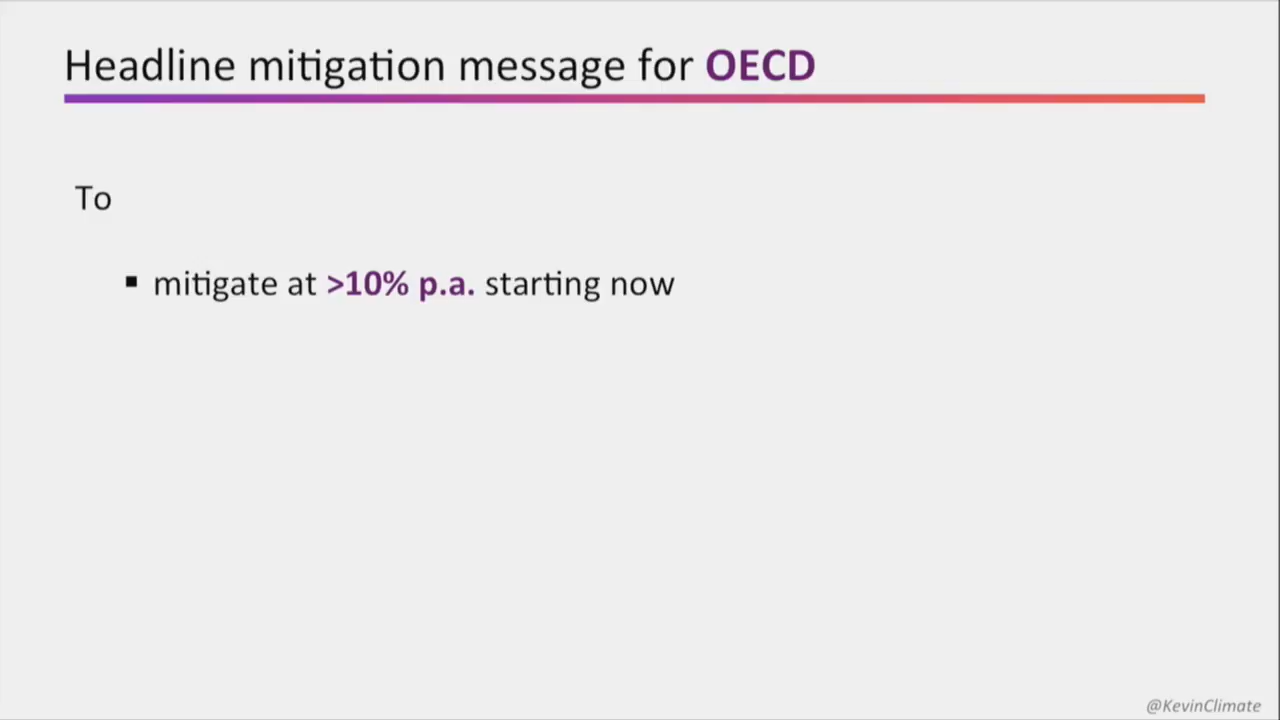 Headline mitigation message for OECD
To
▪ mitigate at >10% p.a. starting now
@KevinClimate